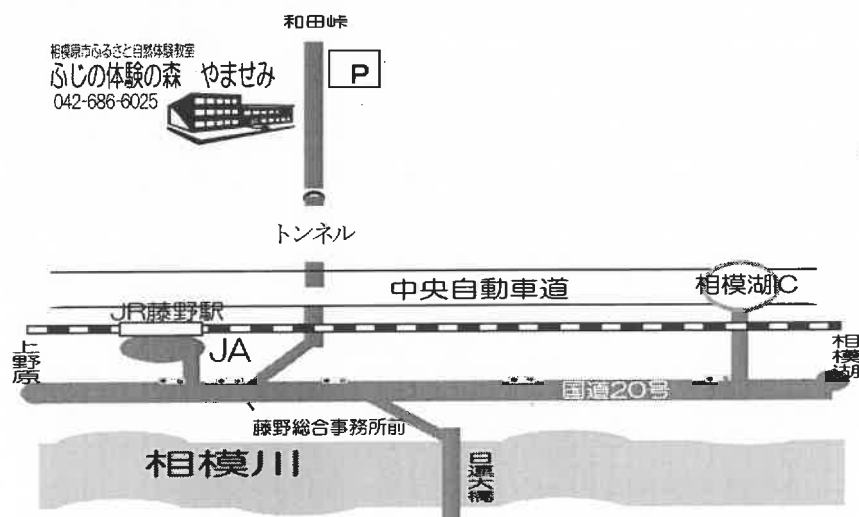 和田峠
P
相模原市ふるさと自然体験教室
ふじの体験の森　やませみ
042-686-6025
トンネル
中央自動車道
相模湖IC
JR藤野駅
JA
上野原
相模湖
国道20号
藤野総合事務所前
相模川
日連大橋